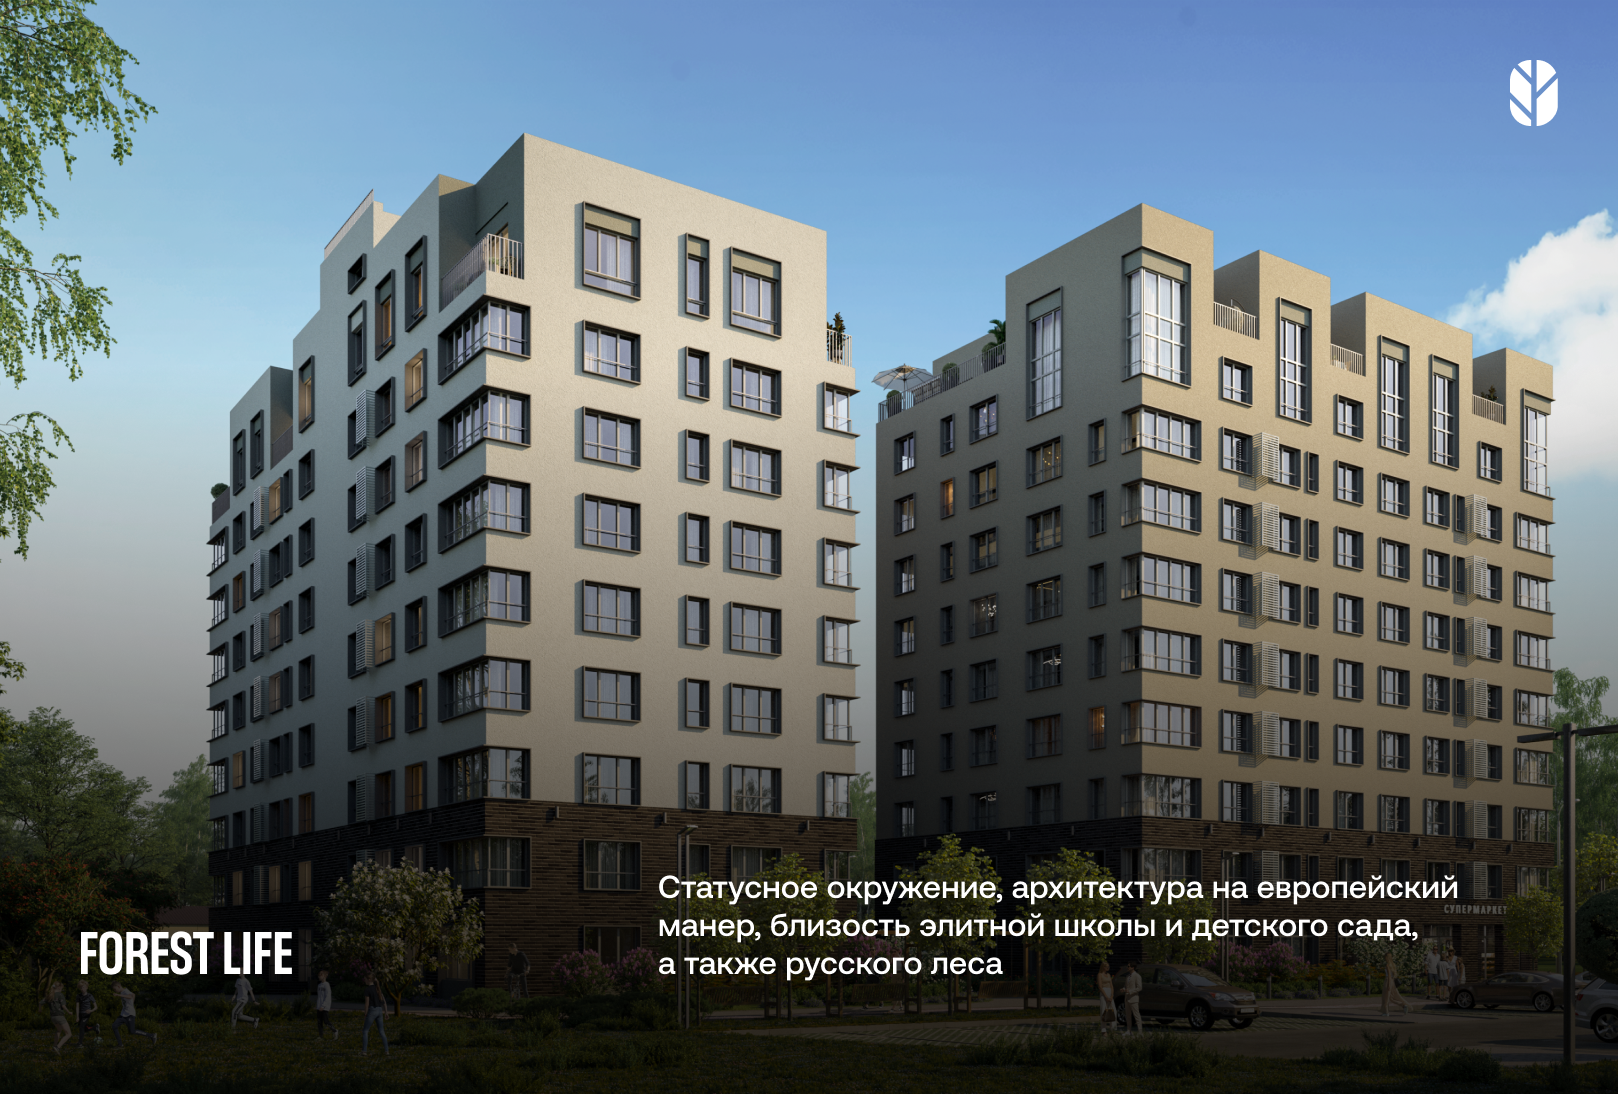 СУПЕРМАРКЕТ
FOREST LIFE
Статусное окружение, архитектура на европейский
манер, близость элитной школы и детского сада,
а также русского леса